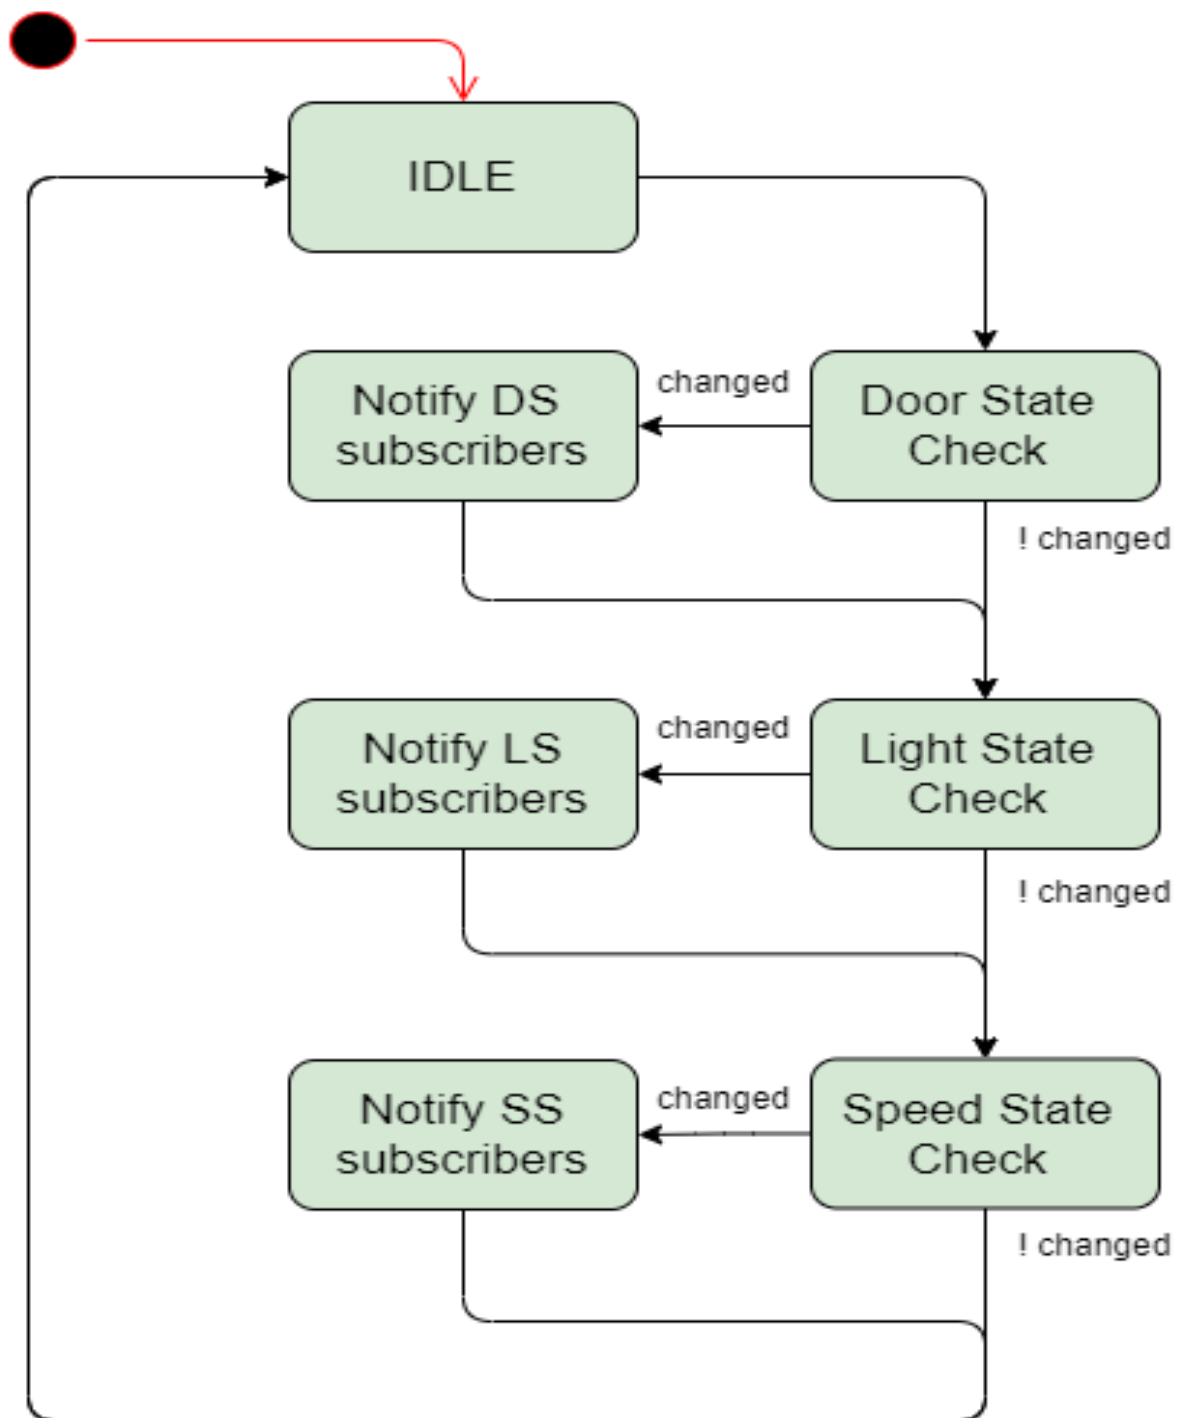 IDLE
Notify DS
subscribers
changed
Door State
Check
! changed
Notify LS
subscribers
changed
Light State
Check
! changed
Notify SS
subscribers
changed
Speed State
Check
! changed